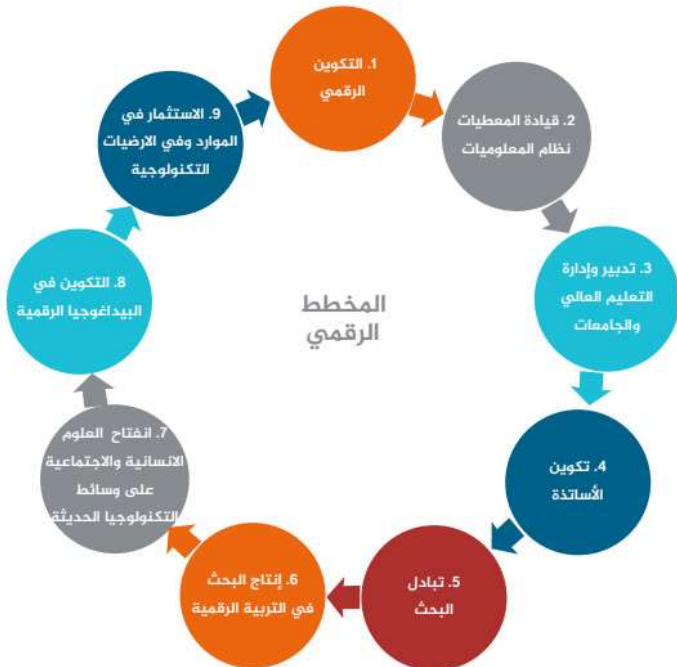 1. التكوين
الرقمي
2. قيادة المعطيات
نظام المعلوميات
3. تدبير وإدارة
التعليم العالي
والجامعات
4. تكوين
الأساتذة
5. تبادل
البحث
6. إنتاج البحث
في التربية الرقمية
7. انفتاح العلوم
الانسانية والاجتماعية
على وسائط
التكنولوجيا الحديثة
8. التكوين في
البيداغوجيا الرقمية
9. الاستثمار في
الموارد وفي الارضيات
التكنولوجية
المخطط
الرقمي